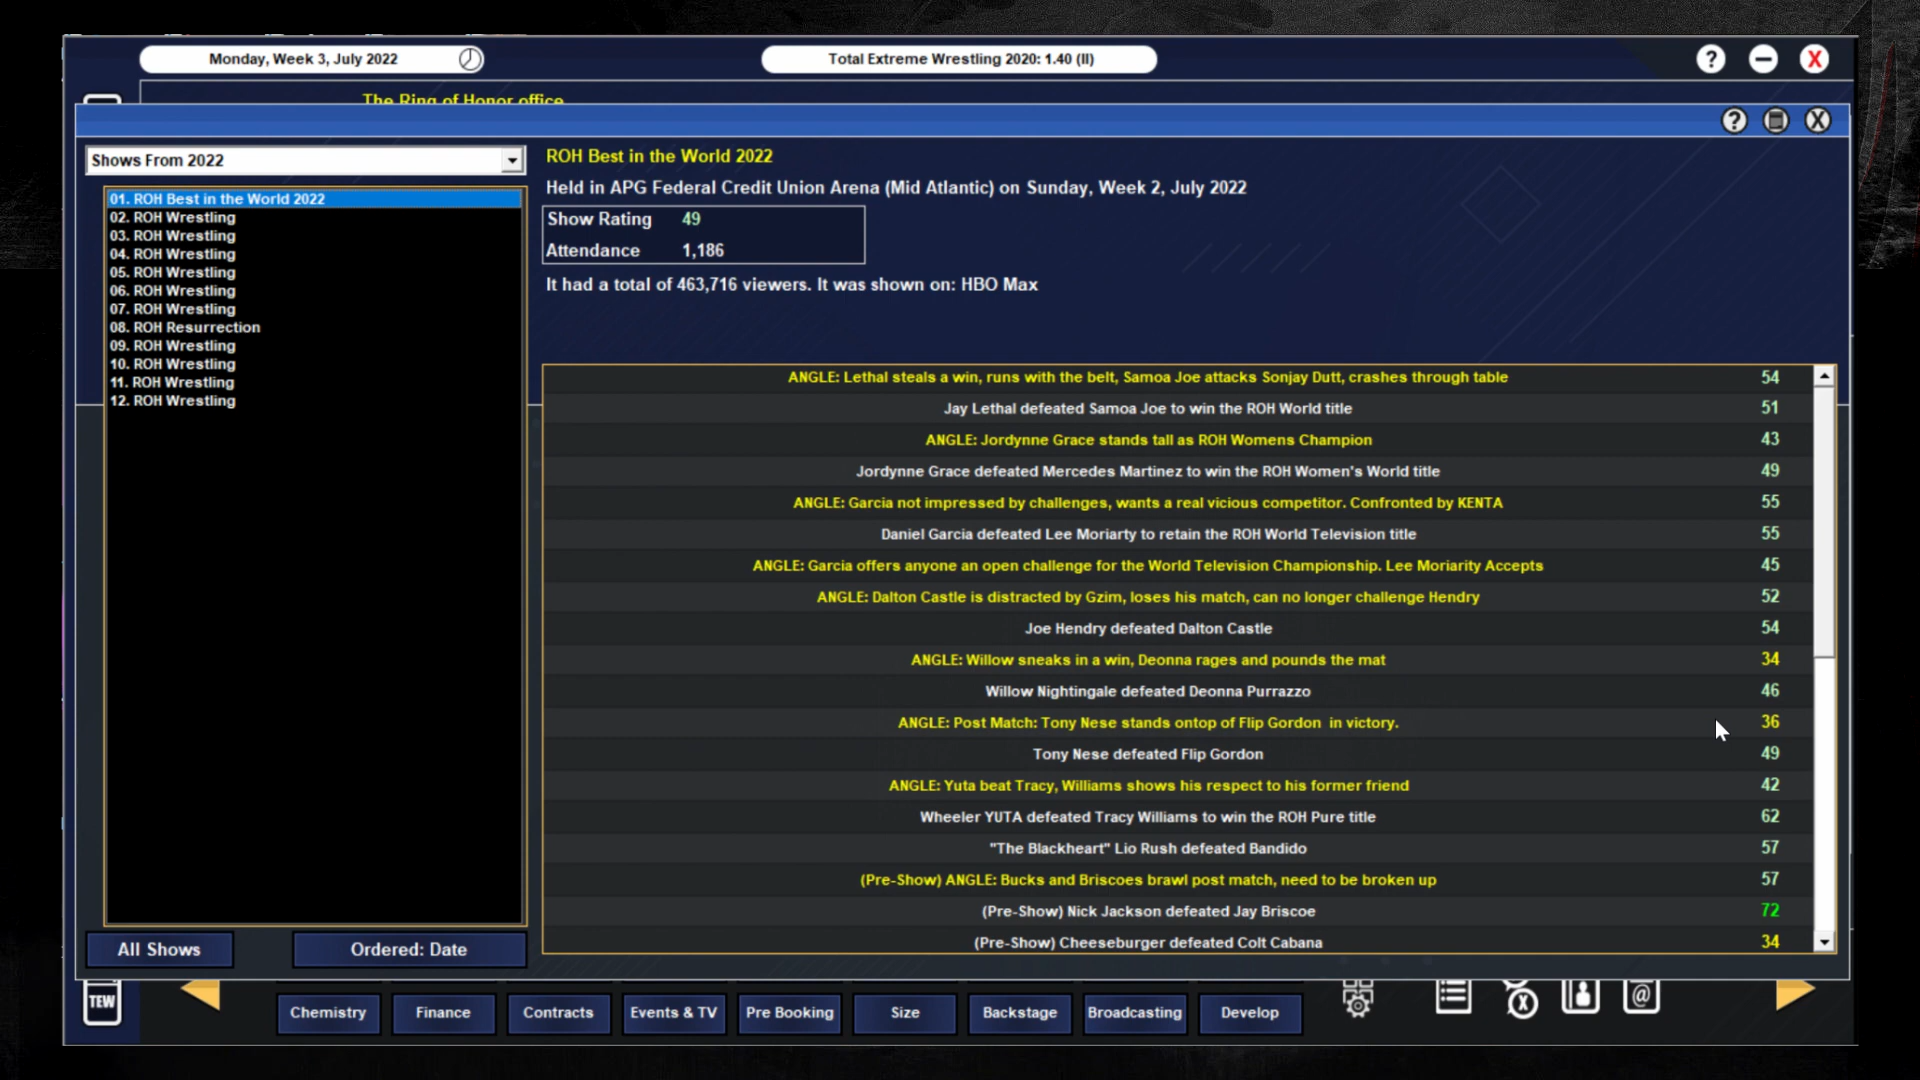 Monday, Week 3, July 2022
Total Extreme Wrestling 2020: 1.40 (II)
?
X
The Ring of Honor office
?
X
Shows From 2022
01. ROH Best in the World 2022
02. ROH Wrestling
03. ROH Wrestling
04. ROH Wrestling
05. ROH Wrestling
06. ROH Wrestling
07. ROH Wrestling
08. ROH Resurrection
09. ROH Wrestling
10. ROH Wrestling
11. ROH Wrestling
12. ROH Wrestling
All Shows
Ordered: Date
ROH Best in the World 2022
Held in APG Federal Credit Union Arena (Mid Atlantic) on Sunday, Week 2, July 2022
Show Rating 49
Attendance 1,186
It had a total of 463,716 viewers. It was shown on: HBO Max
ANGLE: Lethal steals a win, runs with the belt, Samoa Joe attacks Sonjay Dutt, crashes through table 54
Jay Lethal defeated Samoa Joe to win the ROH World title 51
ANGLE: Jordynne Grace stands tall as ROH Womens Champion 43
Jordynne Grace defeated Mercedes Martinez to win the ROH Women's World title 49
ANGLE: Garcia not impressed by challenges, wants a real vicious competitor. Confronted by KENTA 55
Daniel Garcia defeated Lee Moriarty to retain the ROH World Television title 55
ANGLE: Garcia offers anyone an open challenge for the World Television Championship. Lee Moriarity Accepts 45
ANGLE: Dalton Castle is distracted by Gzim, loses his match, can no longer challenge Hendry 52
Joe Hendry defeated Dalton Castle 54
ANGLE: Willow sneaks in a win, Deonna rages and pounds the mat 34
Willow Nightingale defeated Deonna Purrazzo 46
ANGLE: Post Match: Tony Nese stands ontop of Flip Gordon in victory. 36
Tony Nese defeated Flip Gordon 49
ANGLE: Yuta beat Tracy, Williams shows his respect to his former friend 42
Wheeler YUTA defeated Tracy Williams to win the ROH Pure title 62
"The Blackheart" Lio Rush defeated Bandido 57
(Pre-Show) ANGLE: Bucks and Briscoes brawl post match, need to be broken up 57
(Pre-Show) Nick Jackson defeated Jay Briscoe 72
(Pre-Show) Cheeseburger defeated Colt Cabana 34
TEW
Chemistry
Finance
Contracts
Events & TV
Pre Booking
Size
Backstage
Broadcasting
Develop
X
@